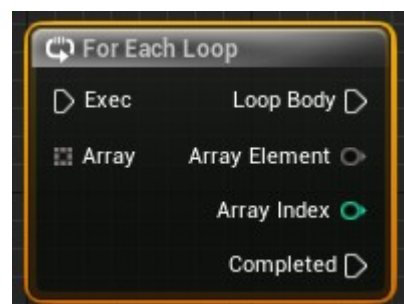 For Each Loop
Exec Loop Body
Array Array Element
Array Index
Completed